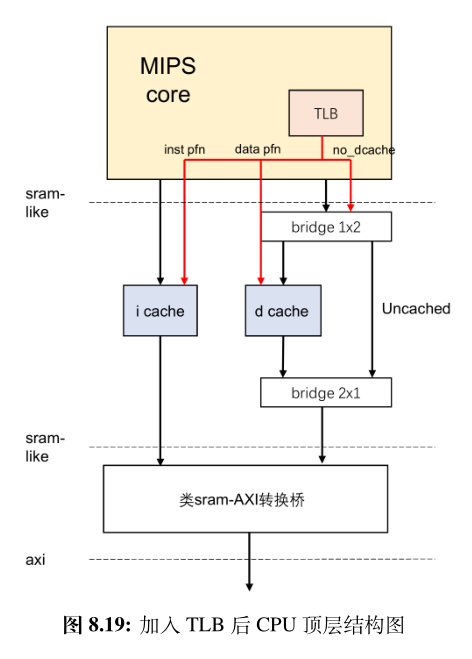 MIPS
core
TLB
inst pfn
data pfn
no_dcache
sram-
like
bridge 1x2
i cache
d cache
Uncached
bridge 2x1
sram-
like
类sram-AXI转换桥
axi
图 8.19: 加入 TLB 后 CPU 顶层结构图